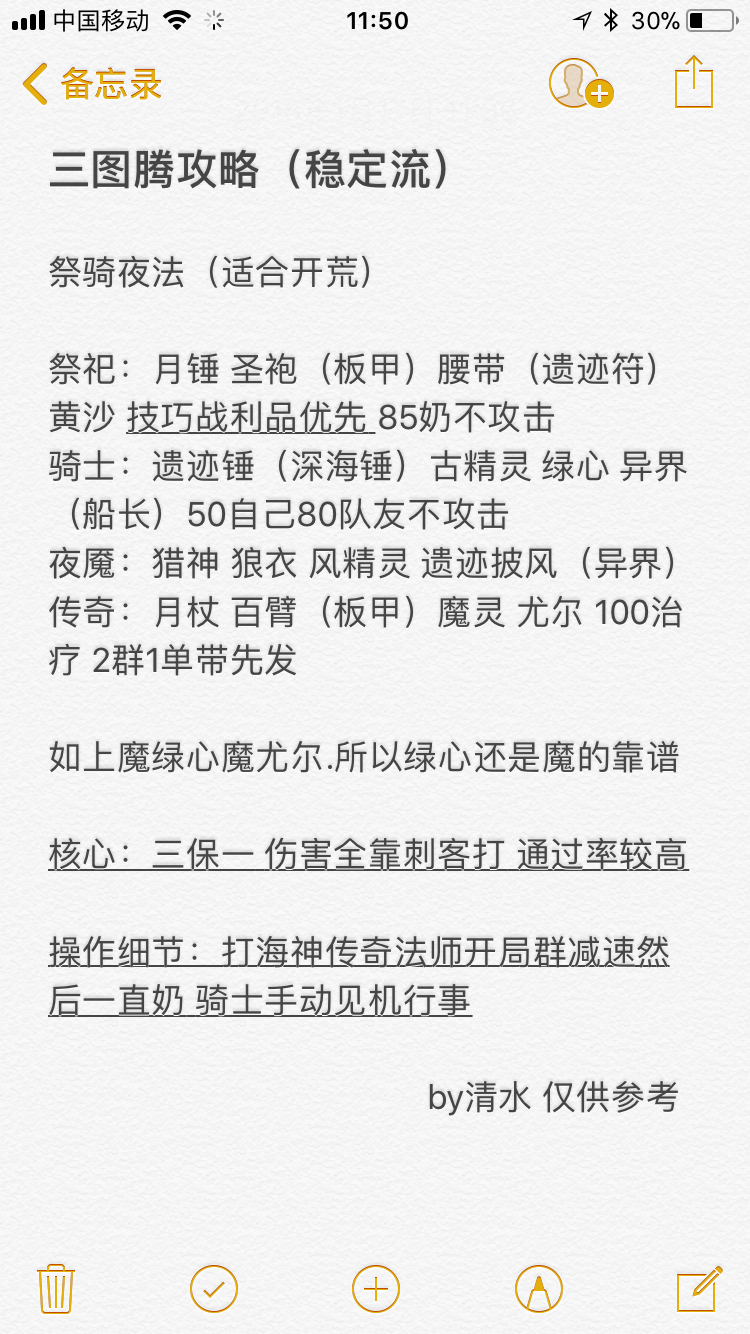 中国移动 11:50 30%
备忘录
三图腾攻略（稳定流）
祭骑夜法（适合开荒）
祭祀：月锤 圣袍（板甲）腰带（遗迹符）
黄沙 技巧战利品优先 85奶不攻击
骑士：遗迹锤（深海锤）古精灵 绿心 异界
（船长）50自己80队友不攻击
夜魇：猎神 狼衣 风精灵 遗迹披风（异界）
传奇：月杖 百臂（板甲）魔灵 尤尔 100治
疗 2群1单带先发
如上魔绿心魔尤尔.所以绿心还是魔的靠谱
核心：三保一 伤害全靠刺客打 通过率较高
操作细节：打海神传奇法师开局群减速然
后一直奶 骑士手动见机行事
by清水 仅供参考